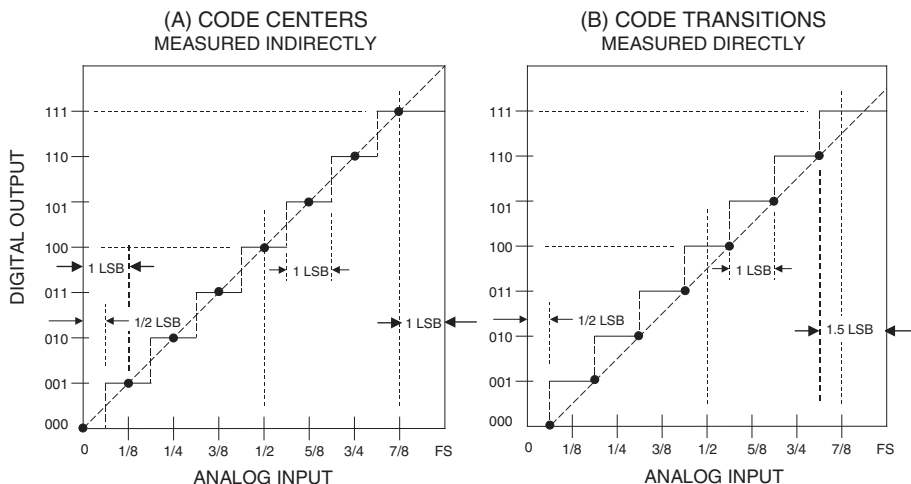 (A) CODE CENTERS
MEASURED INDIRECTLY
DIGITAL OUTPUT
111
110
101
100
011
010
001
000
1 LSB
1/2 LSB
1 LSB
1 LSB
0
1/8
1/4
3/8
1/2
5/8
3/4
7/8
FS
ANALOG INPUT
(B) CODE TRANSITIONS
MEASURED DIRECTLY
111
110
101
100
011
010
001
000
1/2 LSB
1 LSB
1.5 LSB
0
1/8
1/4
3/8
1/2
5/8
3/4
7/8
FS
ANALOG INPUT